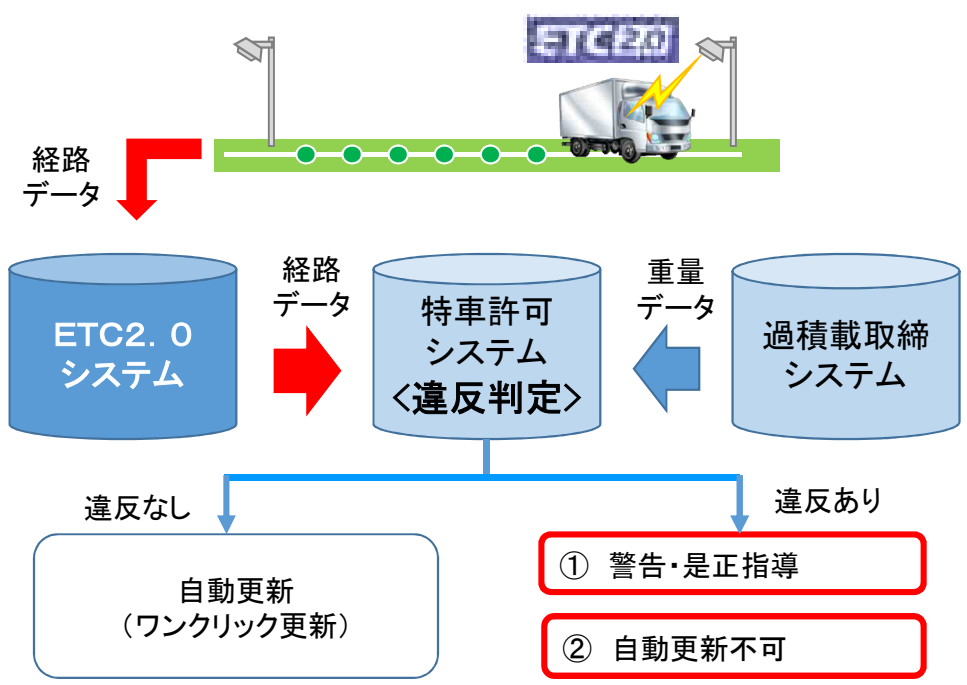 ETC2.0
経路
データ
経路
データ
重量
データ
ETC2.0
システム
特車許可
システム
<違反判定>
過積載取締
システム
違反なし
違反あり
自動更新
（ワンクリック更新）
① 警告・是正指導
② 自動更新不可